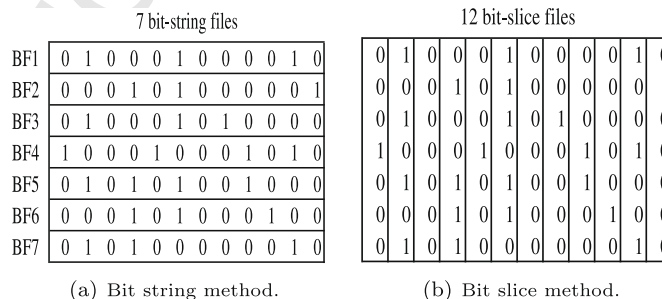 7 bit-string files
12 bit-slice files
BF1 0 1 0 0 0 1 0 0 0 0 1 0
BF2 0 0 0 1 0 1 0 0 0 0 0 1
BF3 0 1 0 0 0 1 0 1 0 0 0 0
BF4 1 0 0 0 1 0 0 0 1 0 1 0
BF5 0 1 0 1 0 1 0 0 1 0 0 0
BF6 0 0 0 1 0 1 0 0 0 1 0 0
BF7 0 1 0 1 0 0 0 0 0 0 1 0
(a) Bit string method.
0 1 0 0 0 1 0 0 0 0 1 0
0 0 0 1 0 1 0 0 0 0 0
0 1 0 0 0 1 0 1 0 0 0 0
1 0 0 0 1 0 0 0 1 0 1 0
0 1 0 1 0 1 0 0 1 0 0 0
0 0 0 1 0 1 0 0 0 1 0 0
0 1 0 1 0 0 0 0 0 0 1 0
(b) Bit slice method.